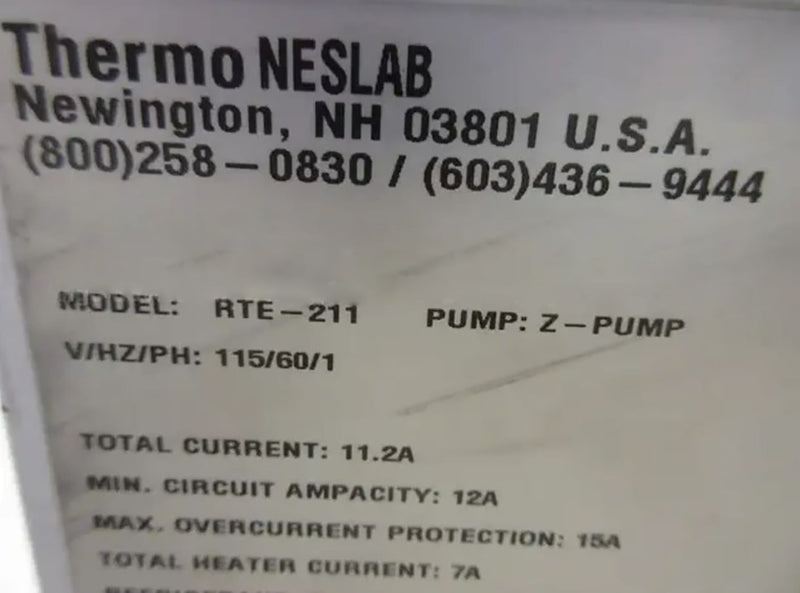 Thermo NESLAB
Newington, NH 03801 U.S.A.
(800)258-0830 / (603)436-9444
MODEL: RTE-211 PUMP: Z-PUMP
V/HZ/PH: 115/60/1
TOTAL CURRENT: 11.2A
MIN. CIRCUIT AMPACITY: 12A
MAX. OVERCURRENT PROTECTION: 15A
TOTAL HEATER CURRENT: 7A